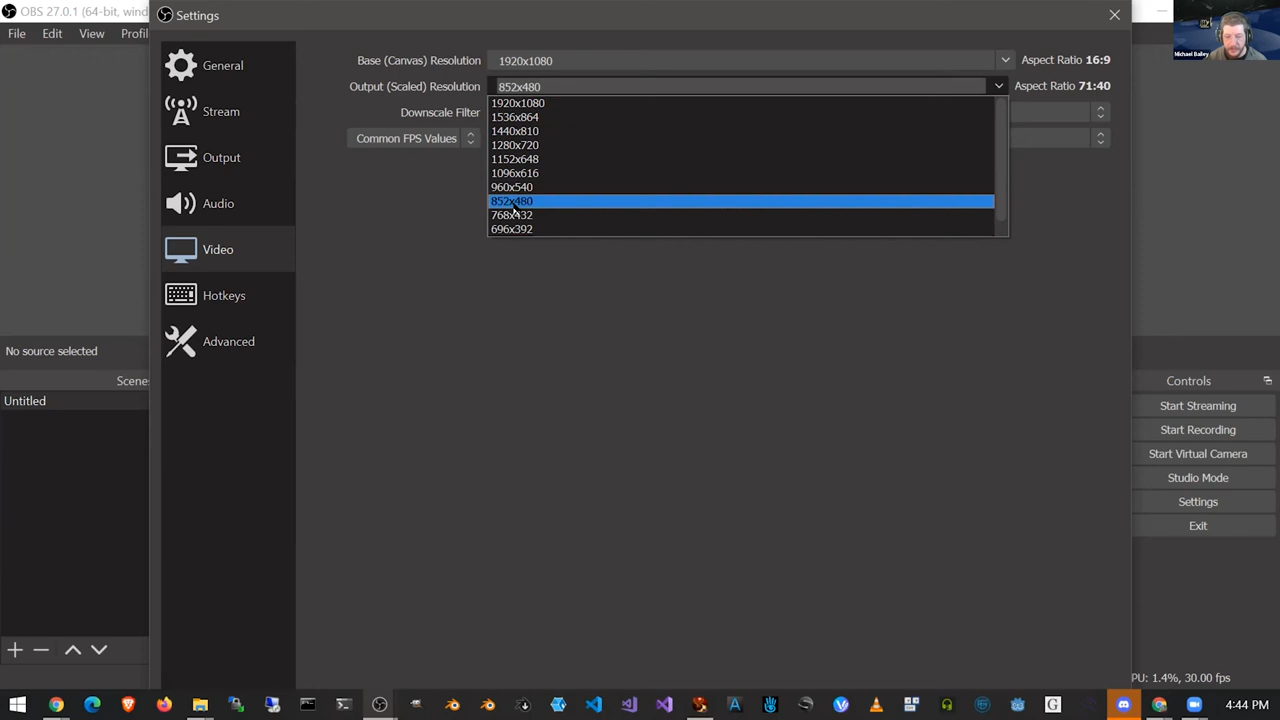 OBS 27.0.1 (64-bit, wind
Settings
Michael Bailey
File Edit View Profil
General
Stream
Output
Audio
Video
Hotkeys
Advanced
Base (Canvas) Resolution 1920x1080 Aspect Ratio 16:9
Output (Scaled) Resolution 852x480 Aspect Ratio 71:40
Downscale Filter
Common FPS Values
1920x1080
1536x864
1440x810
1280x720
1152x648
1096x616
960x540
852x480
768x432
696x392
No source selected
Scenes
Untitled
Controls
Start Streaming
Start Recording
Start Virtual Camera
Studio Mode
Settings
Exit
PU: 1.4%, 30.00 fps
4:44 PM